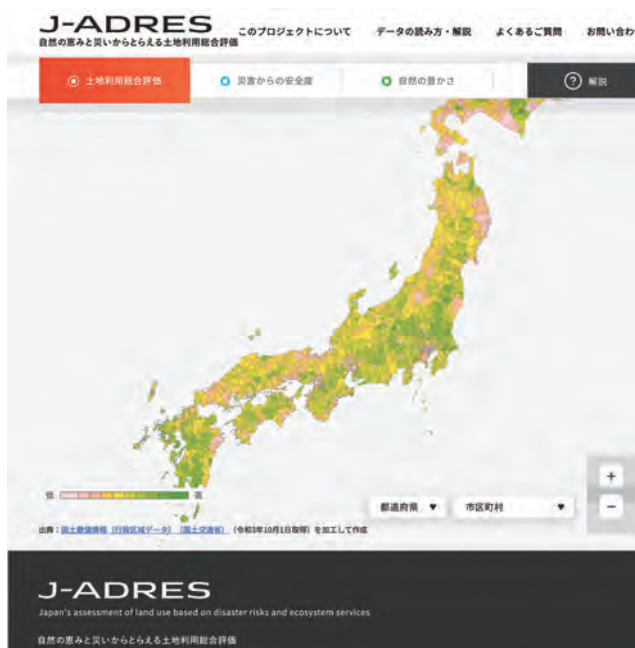 J-ADRES
自然の恵みと災いからとらえる土地利用総合評価
このプロジェクトについて データの読み方・解説 よくあるご質問 お問い合わ
土地利用総合評価 災害からの安全度 自然の豊かさ ? 解説
低 高
都道府県 ▼ 市区町村 ▼
+
−
出典：国土数値情報（行政区域データ）（国土交通省）（令和3年10月1日取得）を加工して作成
J-ADRES
Japan's assessment of land use based on disaster risks and ecosystem services
自然の恵みと災いからとらえる土地利用総合評価